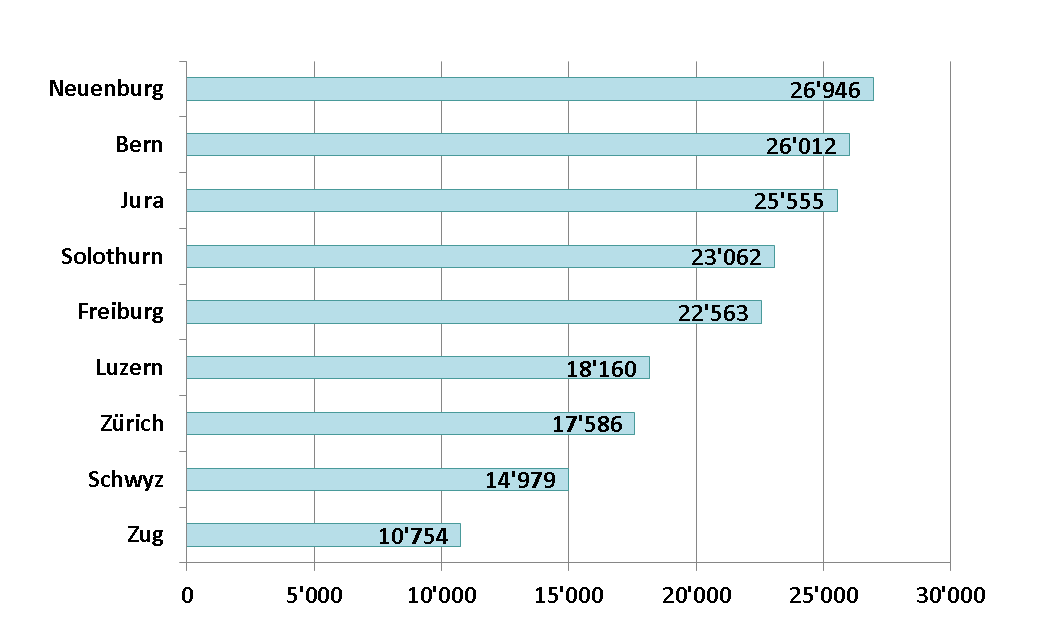 Neuenburg 26'946
Bern 26'012
Jura 25'555
Solothurn 23'062
Freiburg 22'563
Luzern 18'160
Zürich 17'586
Schwyz 14'979
Zug 10'754
0 5'000 10'000 15'000 20'000 25'000 30'000